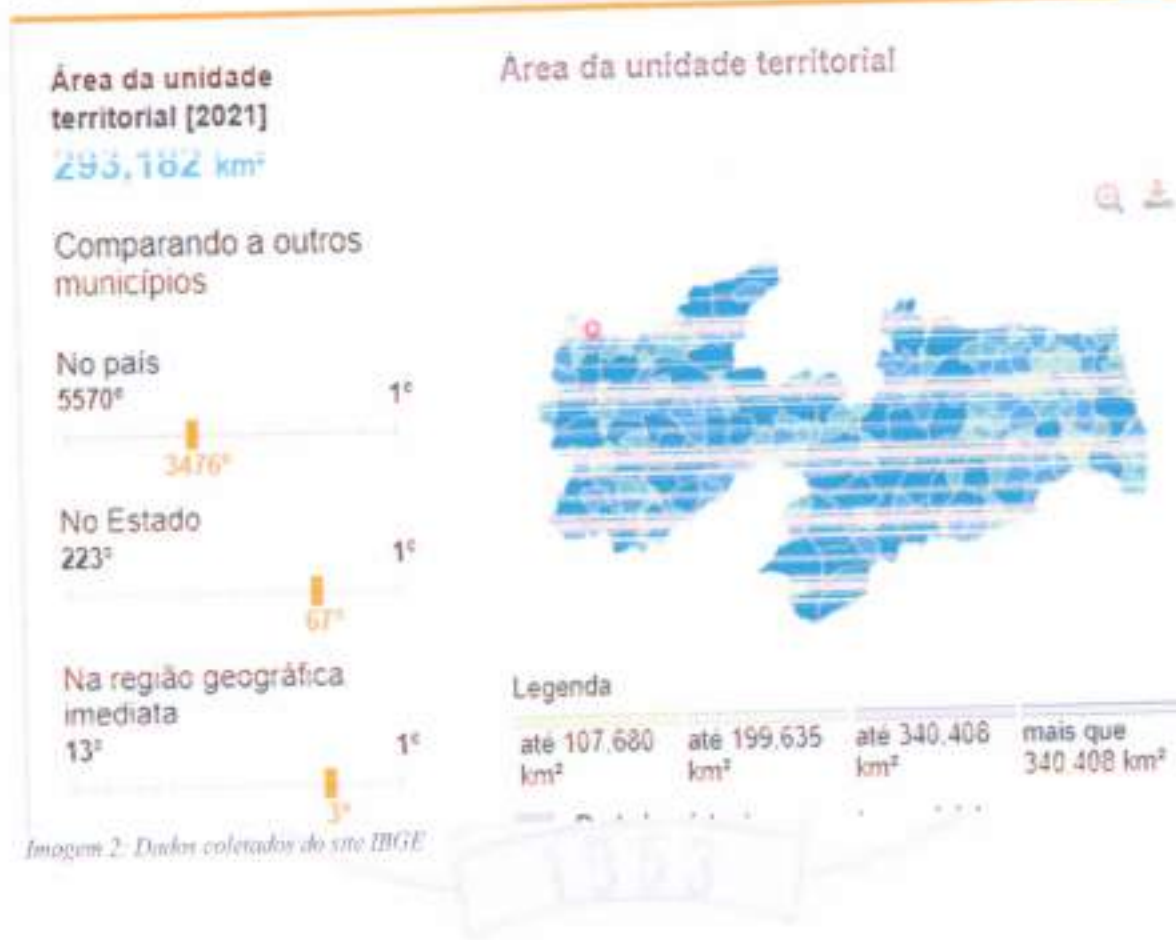 Área da unidade
territorial [2021]
293,182 km²
Comparando a outros
municípios
No país
5570º 1º
3476º
No Estado
223º 1º
67º
Na região geográfica
imediata
13º 1º
3º
Área da unidade territorial
Legenda
até 107,680
km²
até 199,635
km²
até 340,408
km²
mais que
340,408 km²
Imagem 2: Dados coletados do site IBGE